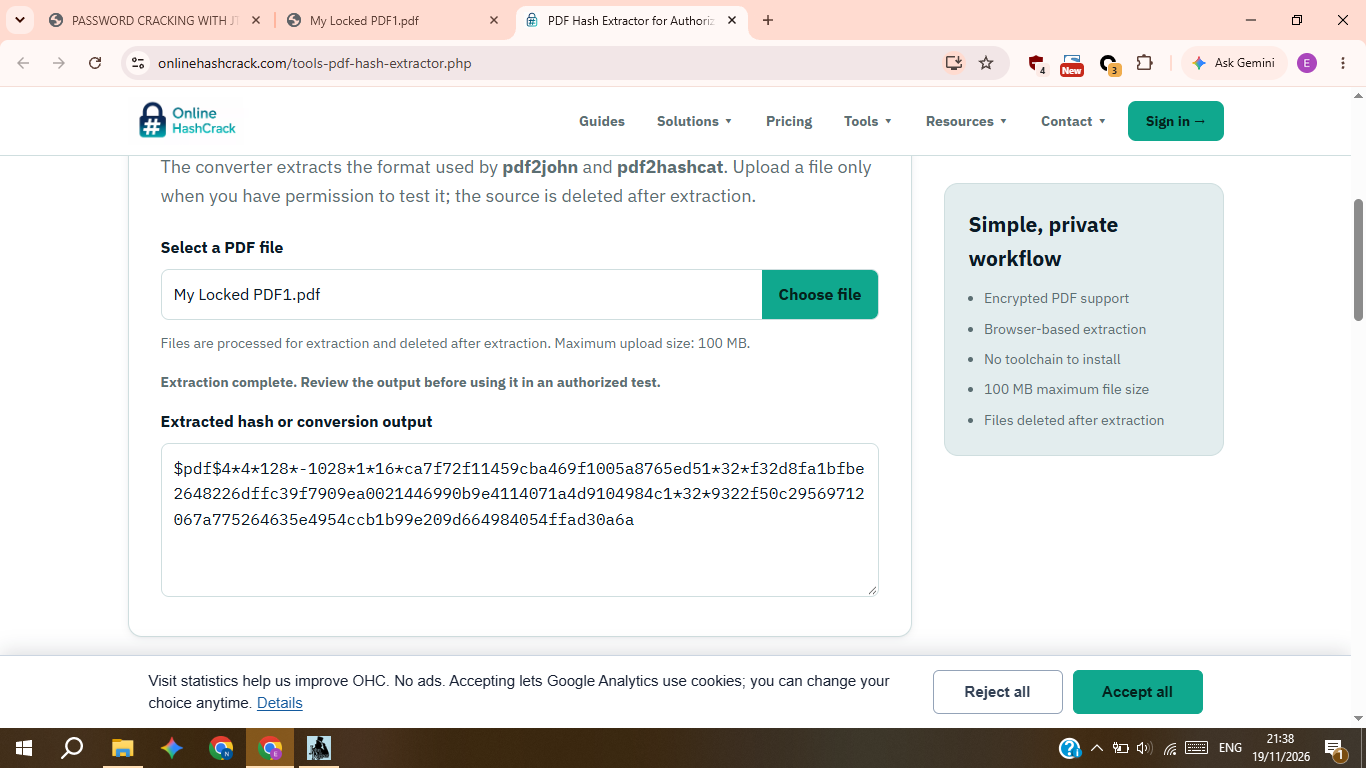 PASSWORD CRACKING WITH JT
My Locked PDF1.pdf
PDF Hash Extractor for Authoriz
onlinehashcrack.com/tools-pdf-hash-extractor.php
4
New
3
Ask Gemini
E
Online
HashCrack
Guides
Solutions
Pricing
Tools
Resources
Contact
Sign in →
The converter extracts the format used by pdf2john and pdf2hashcat. Upload a file only
when you have permission to test it; the source is deleted after extraction.
Select a PDF file
My Locked PDF1.pdf
Choose file
Files are processed for extraction and deleted after extraction. Maximum upload size: 100 MB.
Extraction complete. Review the output before using it in an authorized test.
Extracted hash or conversion output
$pdf$4*4*128*-1028*1*16*ca7f72f11459cba469f1005a8765ed51*32*f32d8fa1bfbe
2648226dffc39f7909ea0021446990b9e4114071a4d9104984c1*32*9322f50c29569712
067a775264635e4954ccb1b99e209d664984054ffad30a6a
Simple, private
workflow
Encrypted PDF support
Browser-based extraction
No toolchain to install
100 MB maximum file size
Files deleted after extraction
Visit statistics help us improve OHC. No ads. Accepting lets Google Analytics use cookies; you can change your
choice anytime. Details
Reject all
Accept all
N
E
ENG
21:38
19/11/2026
1